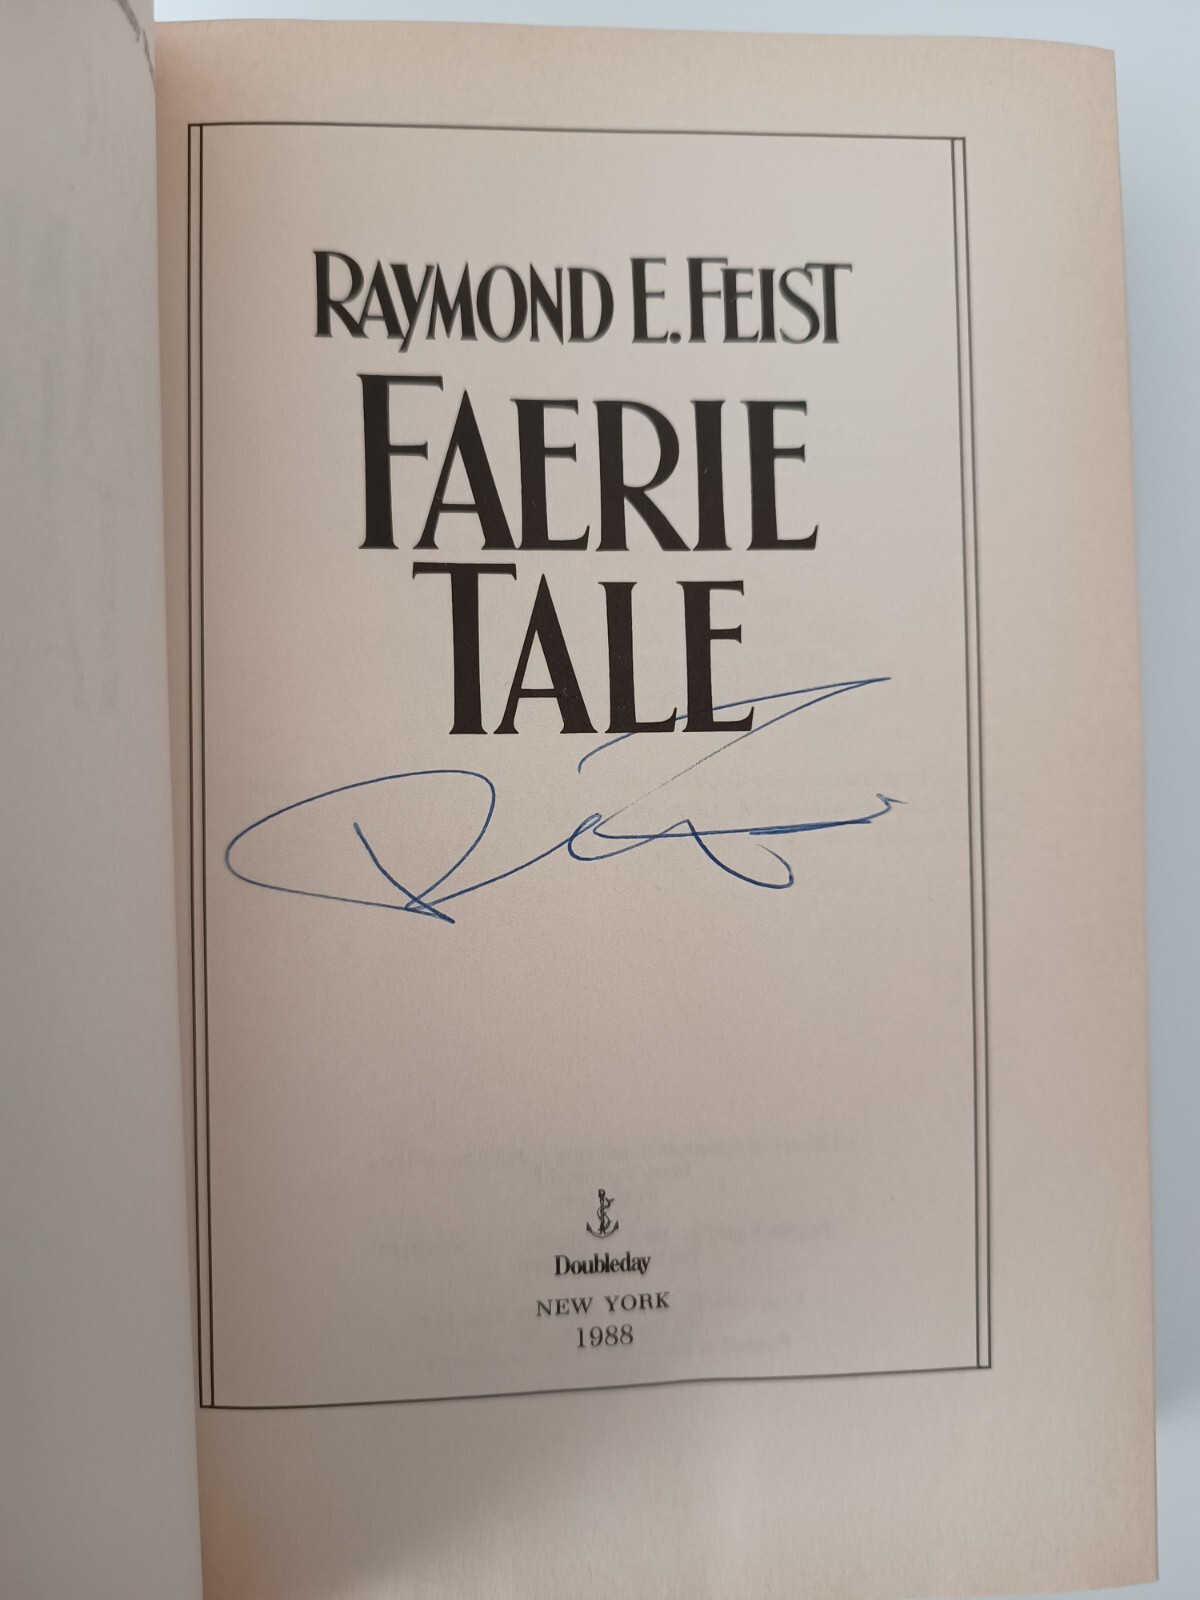 RAYMOND E. FEIST
FAERIE
TALE
Doubleday
NEW YORK
1988